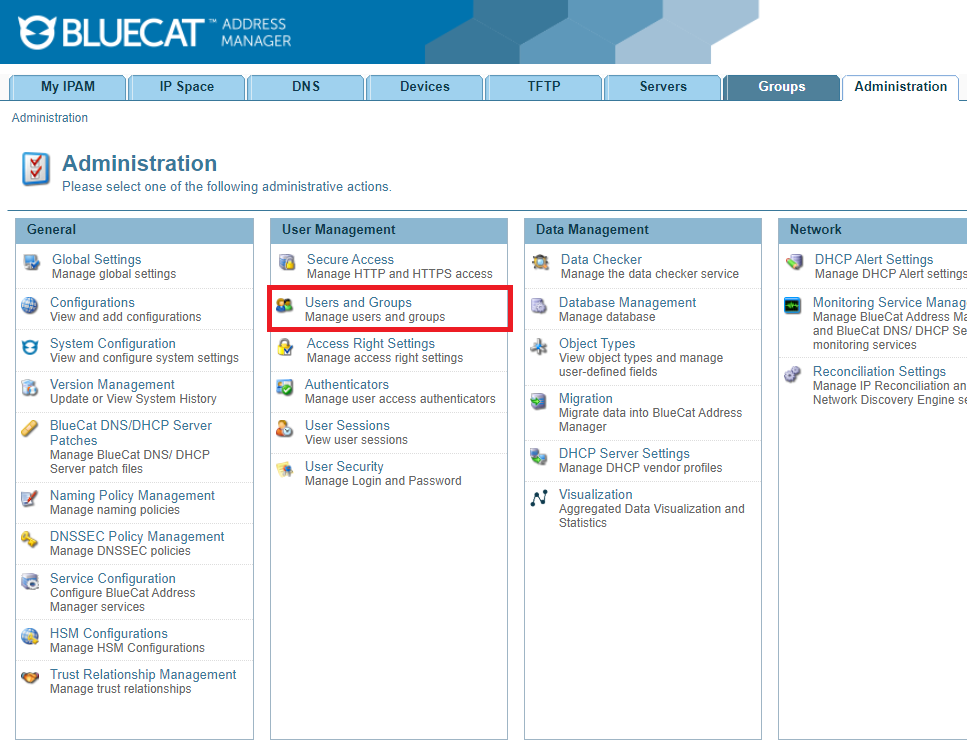 BLUECAT™ ADDRESS
MANAGER
My IPAM
IP Space
DNS
Devices
TFTP
Servers
Groups
Administration
Administration
Administration
Please select one of the following administrative actions.
General
Global Settings
Manage global settings
Configurations
View and add configurations
System Configuration
View and configure system settings
Version Management
Update or View System History
BlueCat DNS/DHCP Server
Patches
Manage BlueCat DNS/ DHCP
Server patch files
Naming Policy Management
Manage naming policies
DNSSEC Policy Management
Manage DNSSEC policies
Service Configuration
Configure BlueCat Address
Manager services
HSM Configurations
Manage HSM Configurations
Trust Relationship Management
Manage trust relationships
User Management
Secure Access
Manage HTTP and HTTPS access
Users and Groups
Manage users and groups
Access Right Settings
Manage access right settings
Authenticators
Manage user access authenticators
User Sessions
View user sessions
User Security
Manage Login and Password
Data Management
Data Checker
Manage the data checker service
Database Management
Manage database
Object Types
View object types and manage
user-defined fields
Migration
Migrate data into BlueCat Address
Manager
DHCP Server Settings
Manage DHCP vendor profiles
Visualization
Aggregated Data Visualization and
Statistics
Network
DHCP Alert Settings
Manage DHCP Alert settings
Monitoring Service Manag
Manage BlueCat Address Ma
and BlueCat DNS/ DHCP Se
monitoring services
Reconciliation Settings
Manage IP Reconciliation an
Network Discovery Engine se